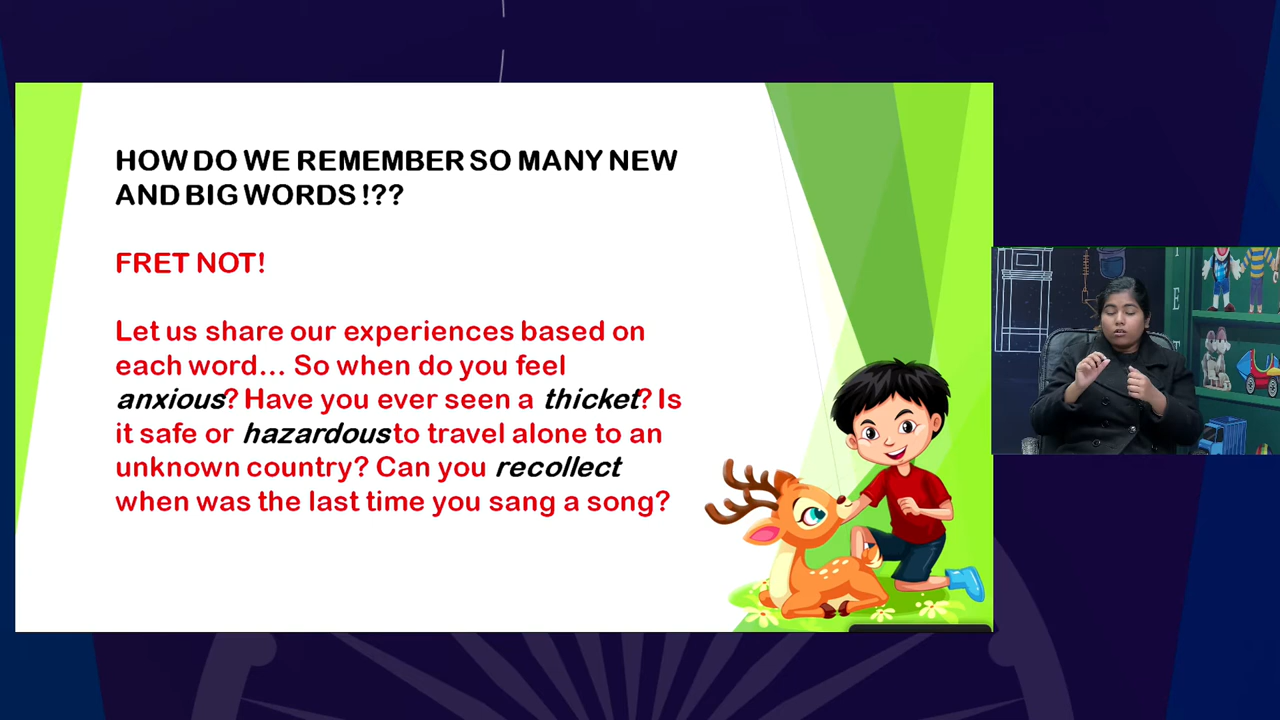 HOW DO WE REMEMBER SO MANY NEW
AND BIG WORDS !??
FRET NOT!
Let us share our experiences based on
each word... So when do you feel
anxious? Have you ever seen a thicket? Is
it safe or hazardous to travel alone to an
unknown country? Can you recollect
when was the last time you sang a song?